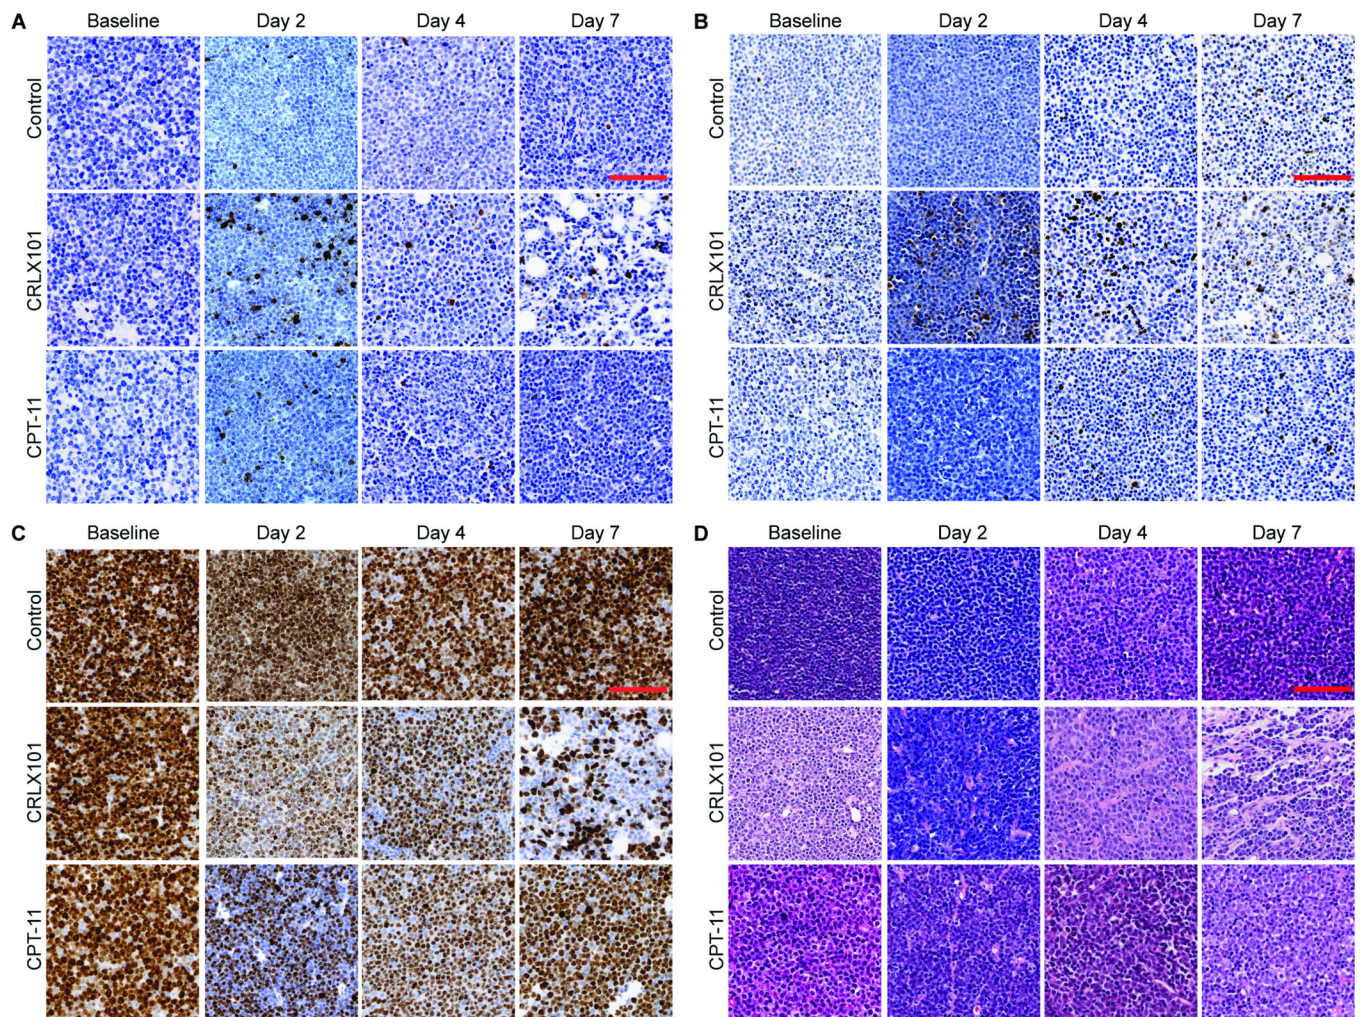 A Baseline Day 2 Day 4 Day 7
Control
CRLX101
CPT-11
B Baseline Day 2 Day 4 Day 7
Control
CRLX101
CPT-11
C Baseline Day 2 Day 4 Day 7
Control
CRLX101
CPT-11
D Baseline Day 2 Day 4 Day 7
Control
CRLX101
CPT-11